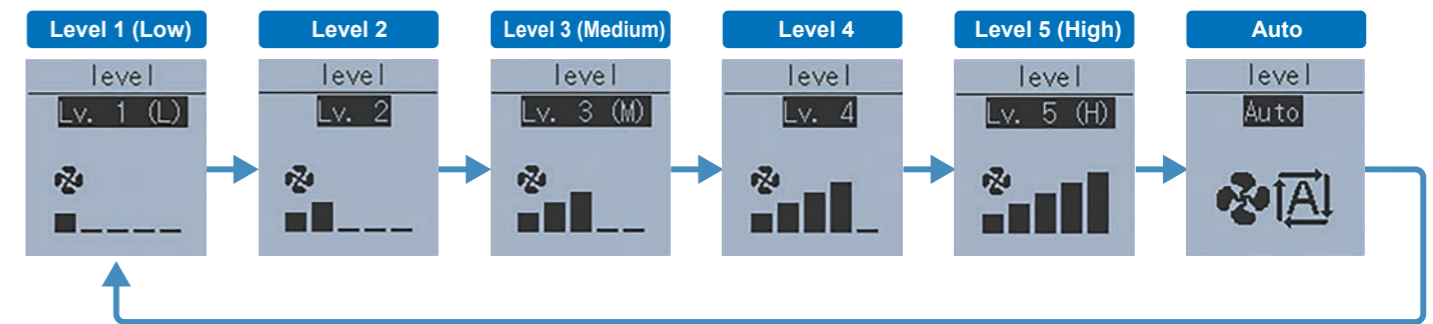 Level 1 (Low) Level 2 Level 3 (Medium) Level 4 Level 5 (High) Auto
level level level level level level
Lv. 1 (L) Lv. 2 Lv. 3 (M) Lv. 4 Lv. 5 (H) Auto
A